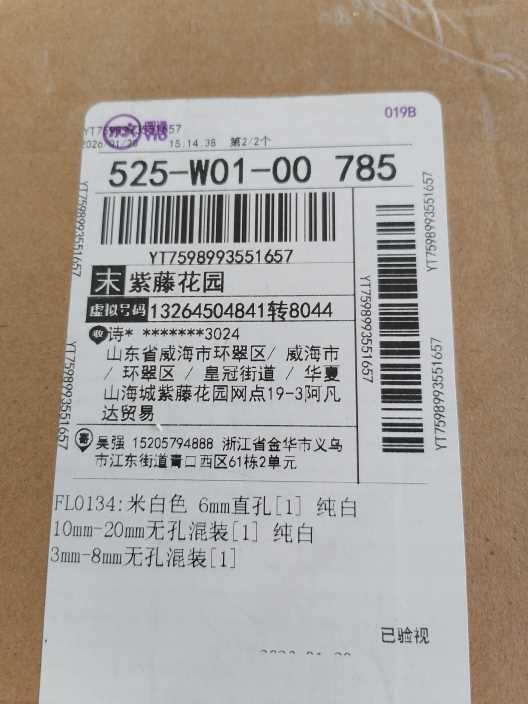 019B
YT7598993551657
2026/01/20 15:14:38 第2/2个
525-W01-00 785
YT7598993551657
末 紫藤花园
虚拟号码 13264504841转8044
收 诗* *******3024
山东省威海市环翠区/ 威海市
/ 环翠区 / 皇冠街道 / 华夏
山海城紫藤花园网点19-3阿凡
达贸易
寄 吴强 15205794888 浙江省金华市义乌
市江东街道青口西区61栋2单元
YT7598993551657
YT7598993551657
YT7598993551657
YT7598993551657
YT7598993551657
FL0134:米白色 6mm直孔[1] 纯白
10mm-20mm无孔混装[1] 纯白
3mm-8mm无孔混装[1]
已验视